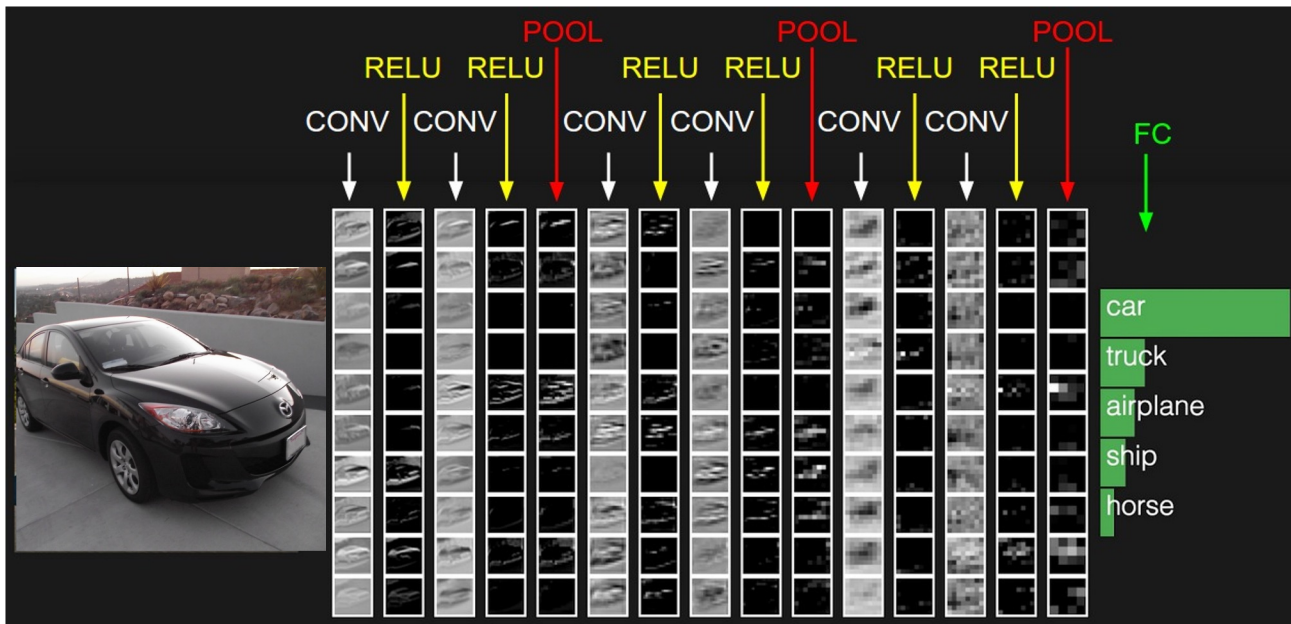 POOL POOL POOL
RELU RELU RELU RELU RELU RELU
CONV CONV CONV CONV CONV CONV
FC
car
truck
airplane
ship
horse